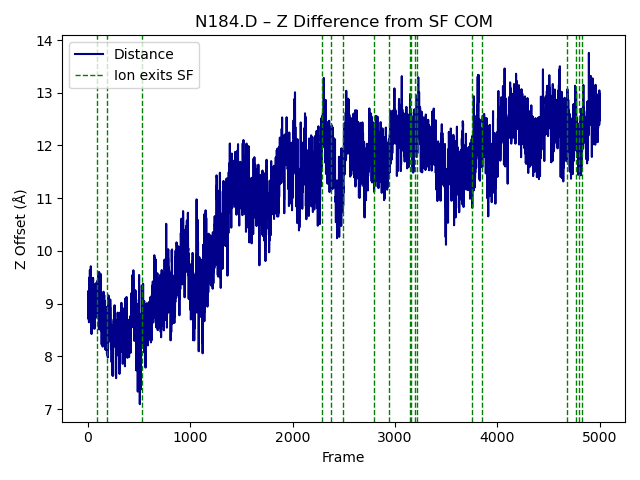 N184.D – Z Difference from SF COM
Distance
Ion exits SF
Z Offset (Å)
14
13
12
11
10
9
8
7
0 1000 2000 3000 4000 5000
Frame